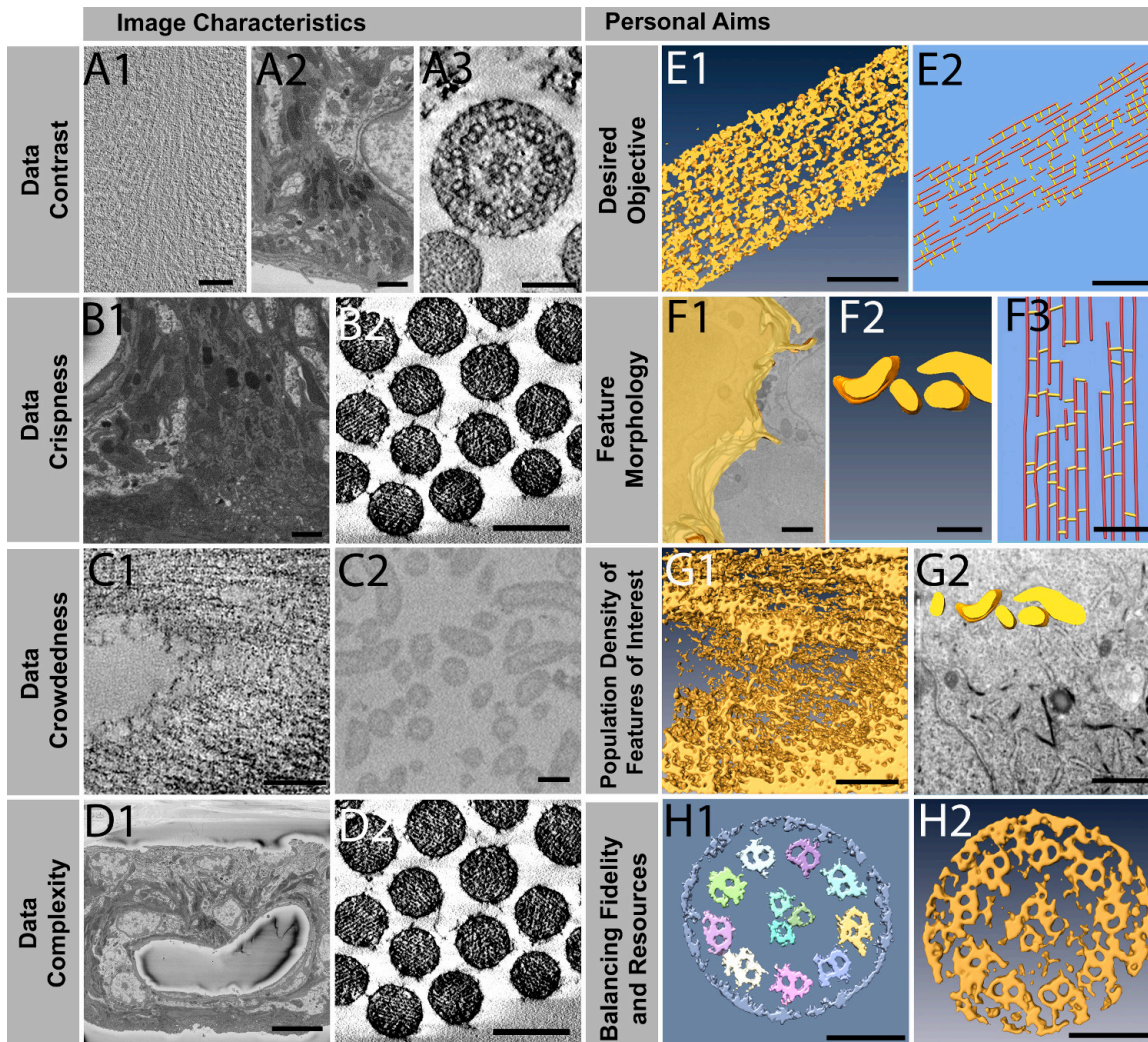 Image Characteristics
Personal Aims
Data
Contrast
A1
A2
A3
Desired
Objective
E1
E2
Data
Crispness
B1
B2
Feature
Morphology
F1
F2
F3
Data
Crowdedness
C1
C2
Population Density of
Features of Interest
G1
G2
Data
Complexity
D1
D2
Balancing Fidelity
and Resources
H1
H2